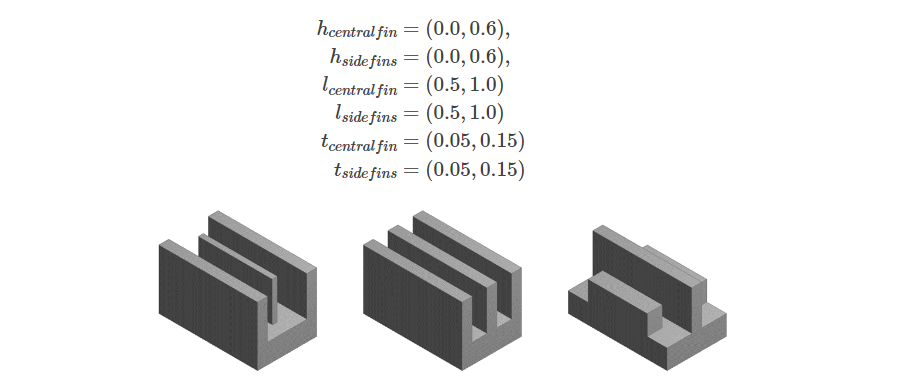 h_{centralfin} = (0.0, 0.6),
h_{sidefins} = (0.0, 0.6),
l_{centralfin} = (0.5, 1.0)
l_{sidefins} = (0.5, 1.0)
t_{centralfin} = (0.05, 0.15)
t_{sidefins} = (0.05, 0.15)